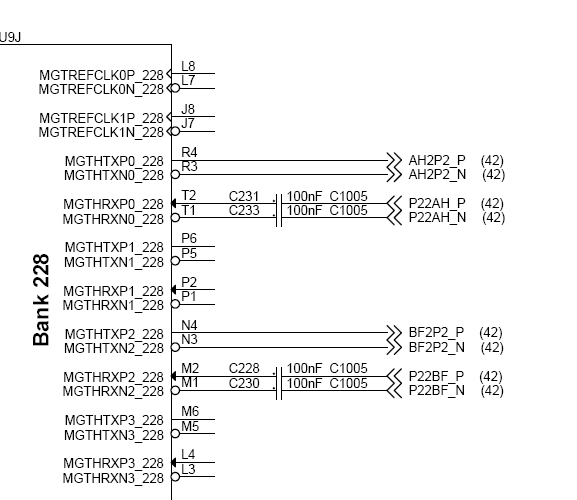 U9J
MGTREFCLK0P_228 L8
MGTREFCLK0N_228 L7
MGTREFCLK1P_228 J8
MGTREFCLK1N_228 J7
MGTHTXP0_228 R4 AH2P2_P (42)
MGTHTXN0_228 R3 AH2P2_N (42)
MGTHRXP0_228 T2 C231 100nF C1005 P22AH_P (42)
MGTHRXN0_228 T1 C233 100nF C1005 P22AH_N (42)
MGTHTXP1_228 P6
MGTHTXN1_228 P5
MGTHRXP1_228 P2
MGTHRXN1_228 P1
Bank 228
MGTHTXP2_228 N4 BF2P2_P (42)
MGTHTXN2_228 N3 BF2P2_N (42)
MGTHRXP2_228 M2 C228 100nF C1005 P22BF_P (42)
MGTHRXN2_228 M1 C230 100nF C1005 P22BF_N (42)
MGTHTXP3_228 M6
MGTHTXN3_228 M5
MGTHRXP3_228 L4
MGTHRXN3_228 L3